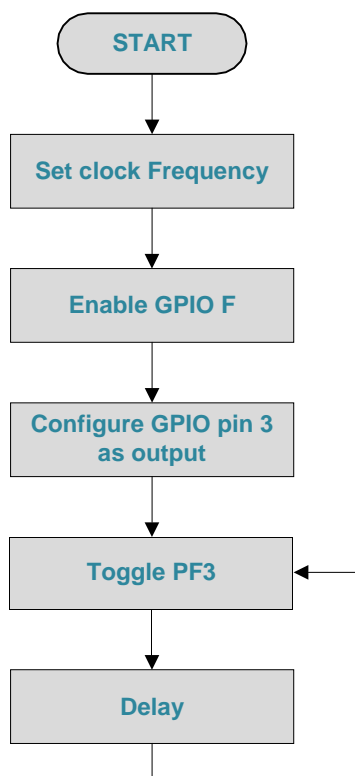 START
Set clock Frequency
Enable GPIO F
Configure GPIO pin 3
as output
Toggle PF3
Delay